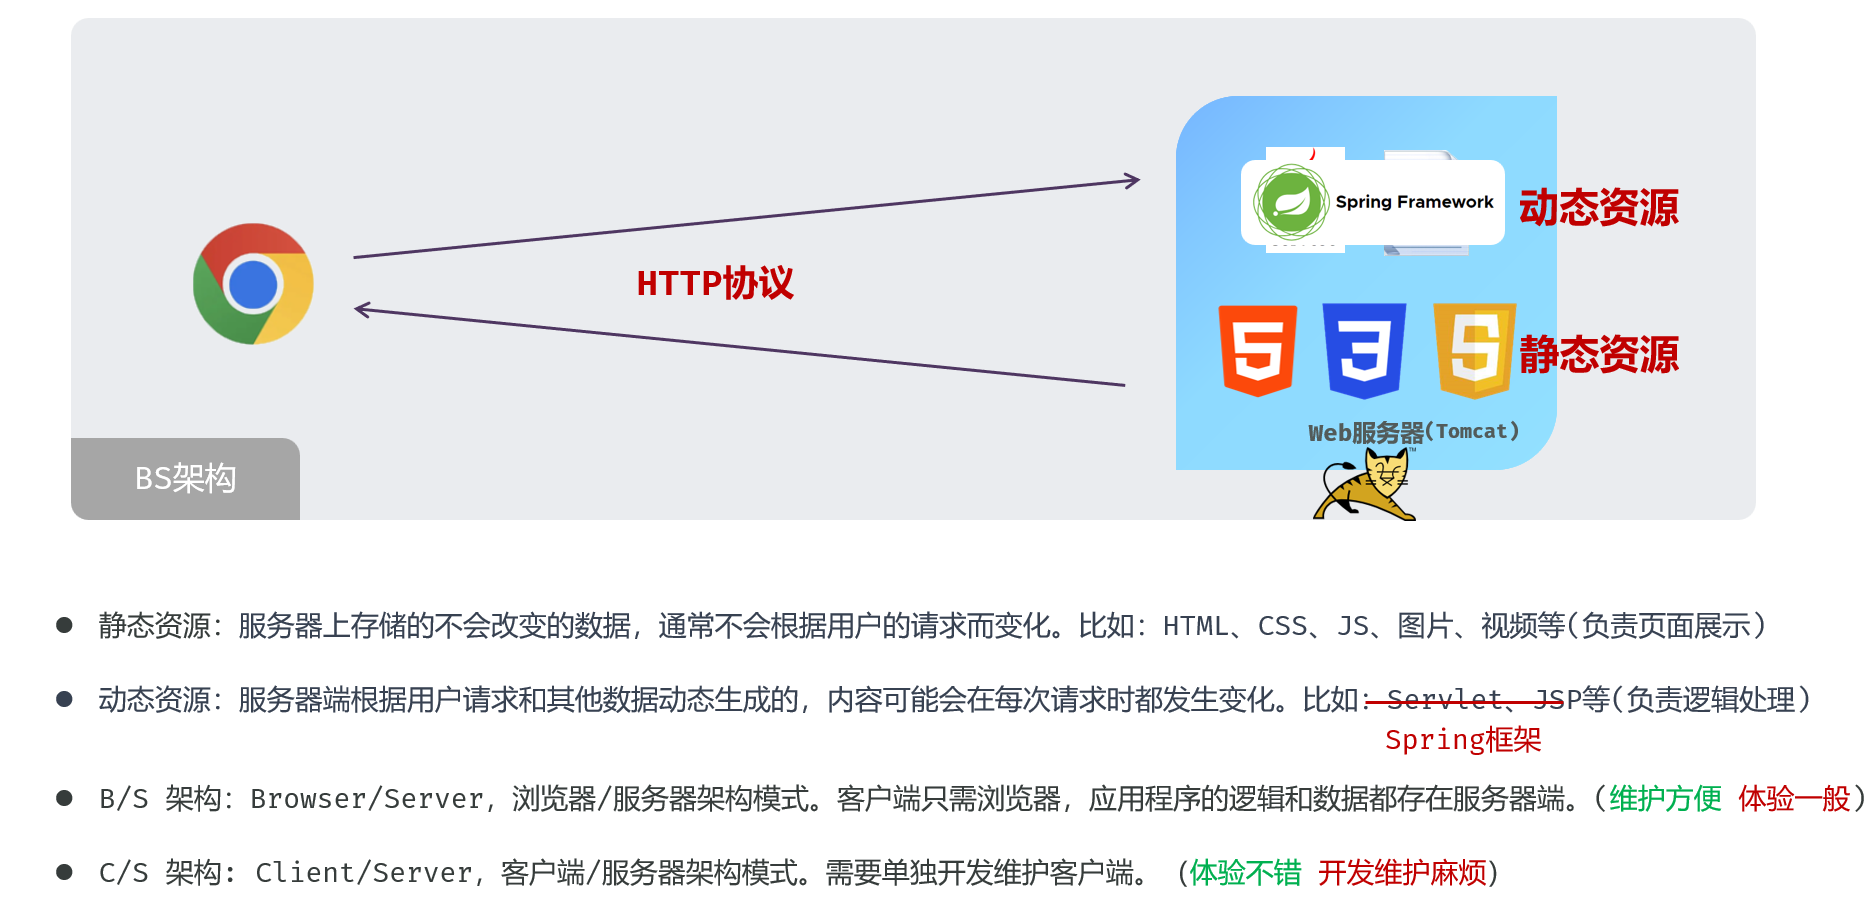 Spring Framework
动态资源
HTTP协议
静态资源
Web服务器(Tomcat)
TM
BS架构
静态资源：服务器上存储的不会改变的数据，通常不会根据用户的请求而变化。比如：HTML、CSS、JS、图片、视频等(负责页面展示)
动态资源：服务器端根据用户请求和其他数据动态生成的，内容可能会在每次请求时都发生变化。比如：Servlet、JSP等(负责逻辑处理)
Spring框架
B/S 架构：Browser/Server，浏览器/服务器架构模式。客户端只需浏览器，应用程序的逻辑和数据都存在服务器端。(维护方便 体验一般)
C/S 架构: Client/Server，客户端/服务器架构模式。需要单独开发维护客户端。 (体验不错 开发维护麻烦)